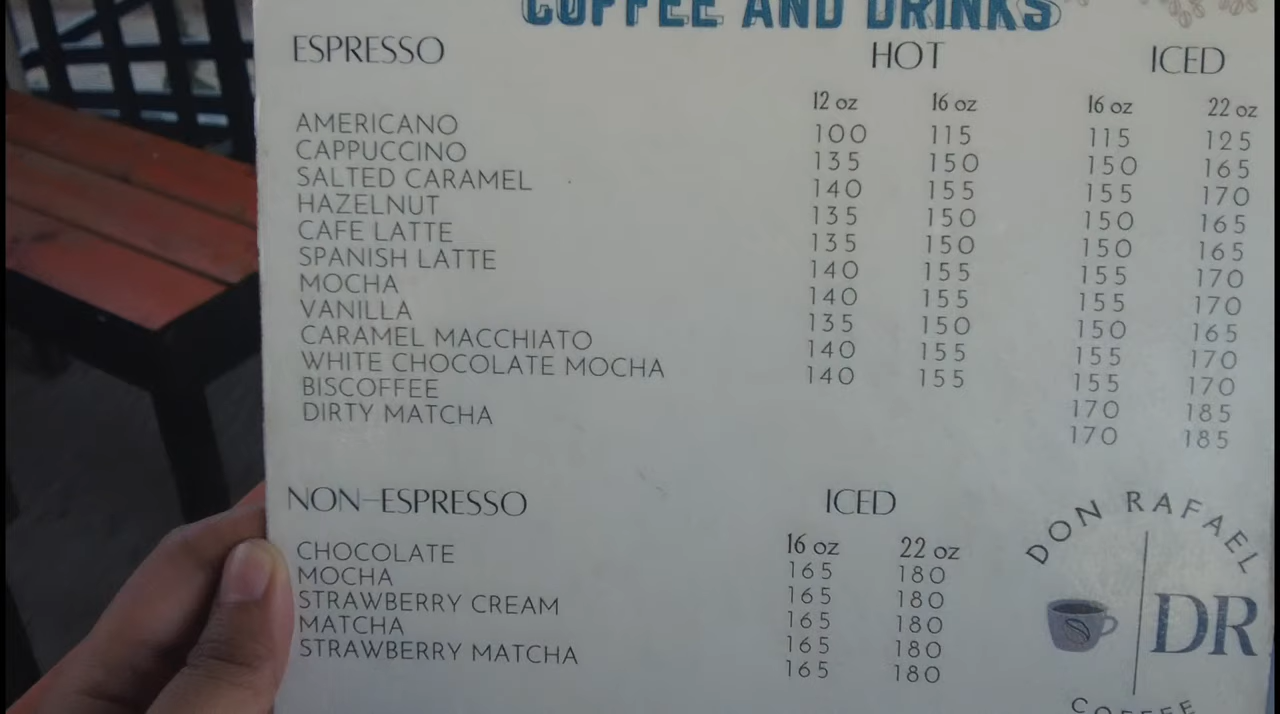 COFFEE AND DRINKS
ESPRESSO HOT ICED
12 oz 16 oz 16 oz 22 oz
AMERICANO 100 115 115 125
CAPPUCCINO 135 150 150 165
SALTED CARAMEL 140 155 155 170
HAZELNUT 135 150 150 165
CAFE LATTE 135 150 150 165
SPANISH LATTE 140 155 155 170
MOCHA 140 155 155 170
VANILLA 135 150 150 165
CARAMEL MACCHIATO 140 155 155 170
WHITE CHOCOLATE MOCHA 140 155 155 170
BISCOFFEE 170 185
DIRTY MATCHA 170 185
NON-ESPRESSO ICED
16 oz 22 oz
CHOCOLATE 165 180
MOCHA 165 180
STRAWBERRY CREAM 165 180
MATCHA 165 180
STRAWBERRY MATCHA 165 180
DON RAFAEL
DR
COFFEE